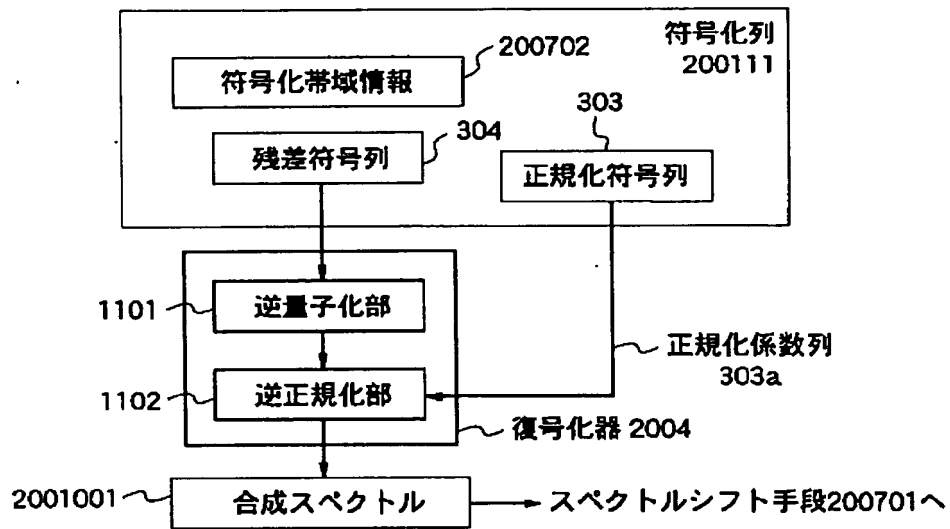 符号化列
200111
200702
符号化帯域情報
303
304
残差符号列
正規化符号列
1101
逆量子化部
正規化係数列
303a
1102
逆正規化部
復号化器 2004
2001001
合成スペクトル
スペクトルシフト手段200701へ